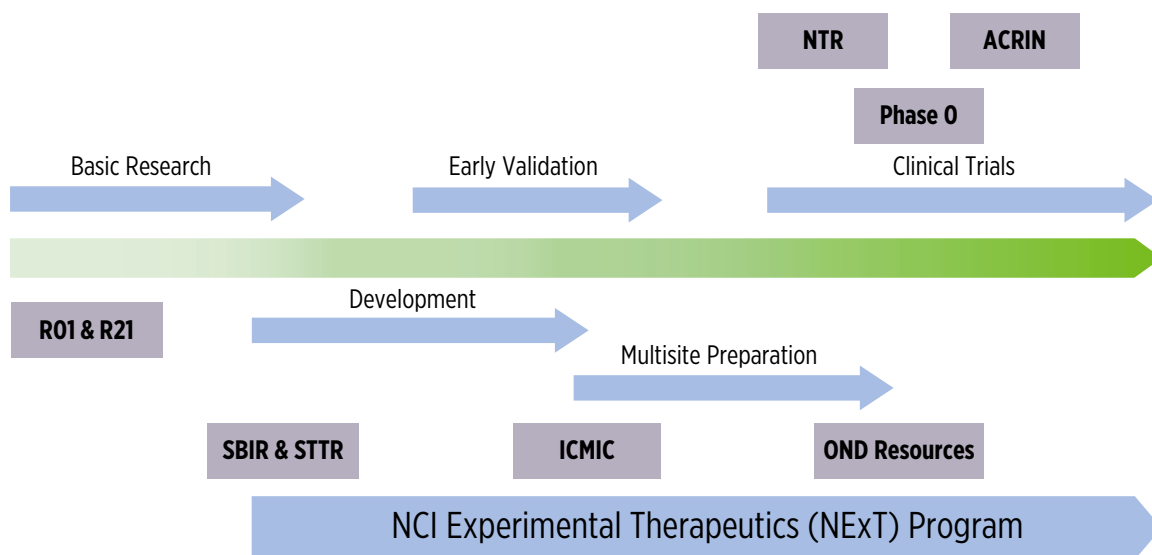 NTR
ACRIN
Phase 0
Basic Research
Early Validation
Clinical Trials
R01 & R21
Development
Multisite Preparation
SBIR & STTR
ICMIC
OND Resources
NCI Experimental Therapeutics (NExT) Program